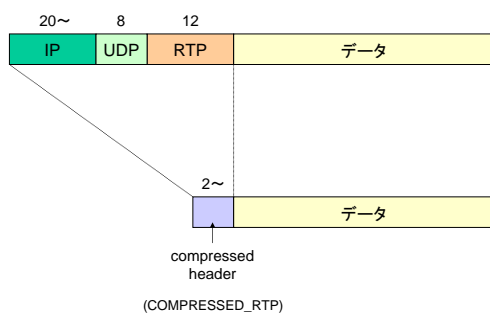 20～ 8 12
IP UDP RTP データ
2～
データ
compressed
header
(COMPRESSED_RTP)